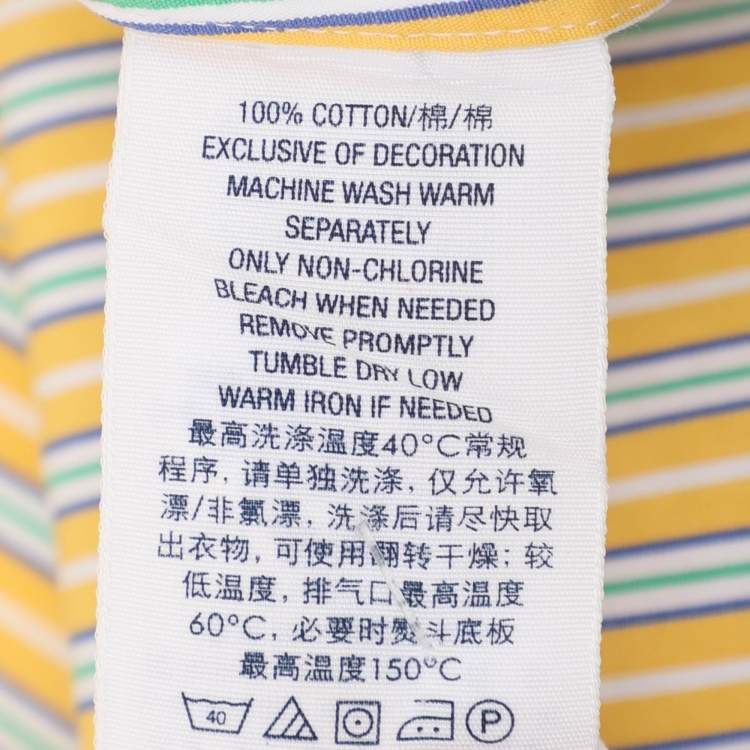 100% COTTON/棉/棉
EXCLUSIVE OF DECORATION
MACHINE WASH WARM
SEPARATELY
ONLY NON-CHLORINE
BLEACH WHEN NEEDED
REMOVE PROMPTLY
TUMBLE DRY LOW
WARM IRON IF NEEDED
最高洗涤温度40°C常规
程序，请单独洗涤，仅允许氧
漂/非氯漂，洗涤后请尽快取
出衣物，可使用翻转干燥；较
低温度，排气口最高温度
60°C，必要时熨斗底板
最高温度150°C
40 P